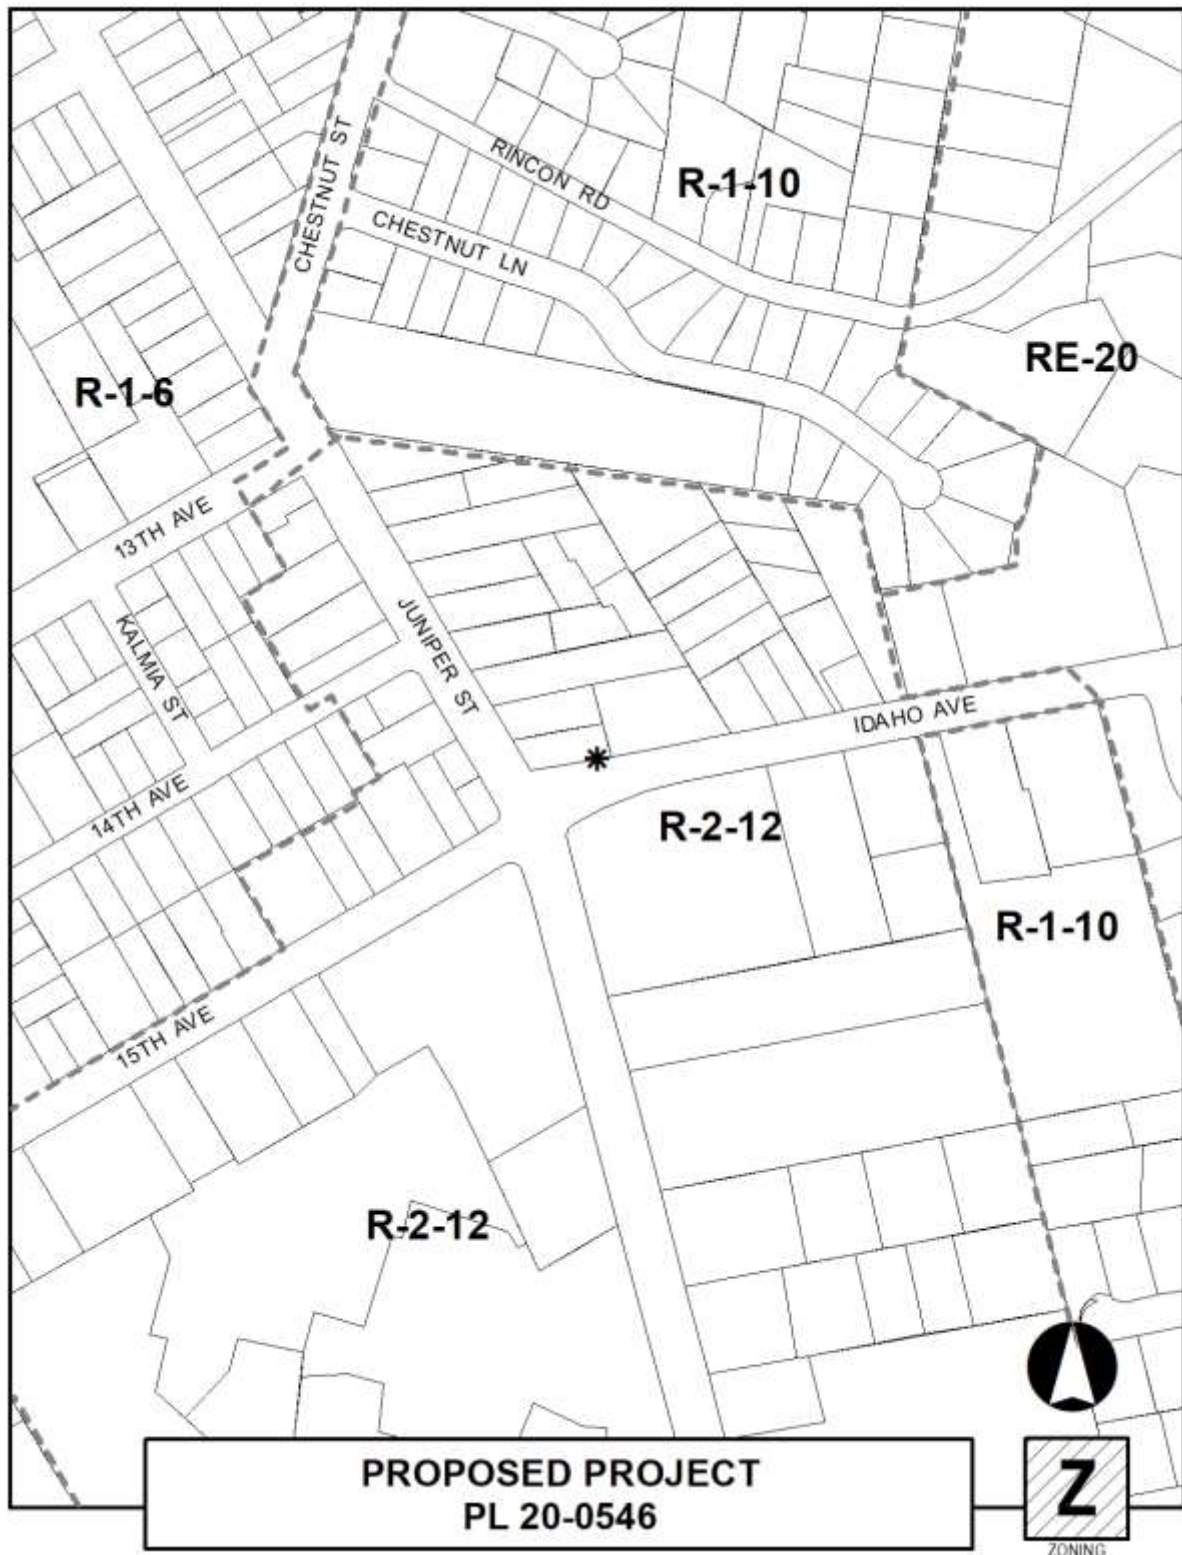 CHESTNUT ST
RINCON RD
R-1-10
CHESTNUT LN
RE-20
R-1-6
13TH AVE
KALMIA ST
JUNIPER ST
IDAHO AVE
14TH AVE
R-2-12
R-1-10
15TH AVE
R-2-12
PROPOSED PROJECT
PL 20-0546
Z
ZONING